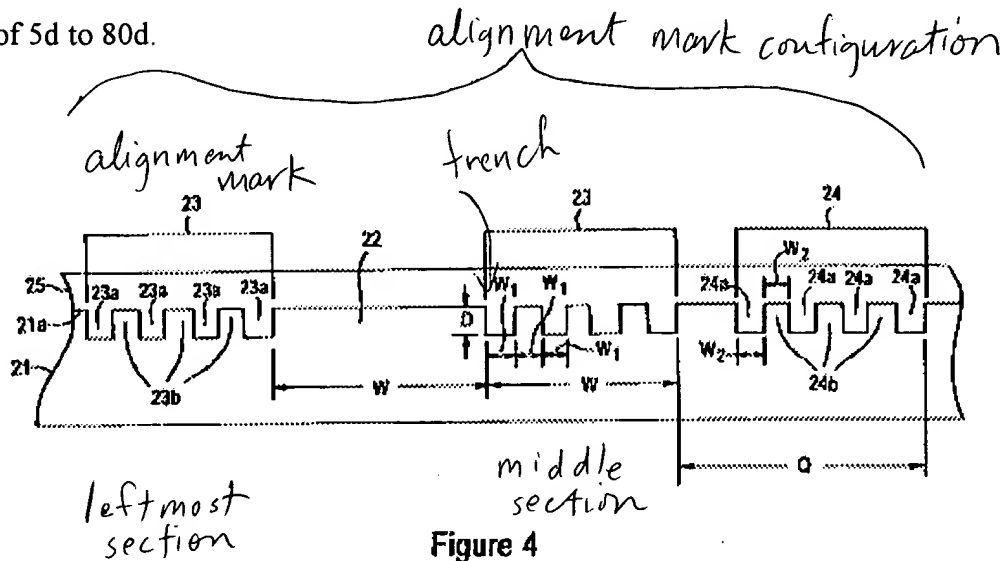 of 5d to 80d.
alignment mark configuration
alignment
mark
trench
23
23
24
22
W₂
25
23a 23a 23a 23a
W₁ W₁
24a 24a 24a 24a
21a
D
21
W₁
W₂
23b
24b
W
W
Q
leftmost
section
middle
section
Figure 4